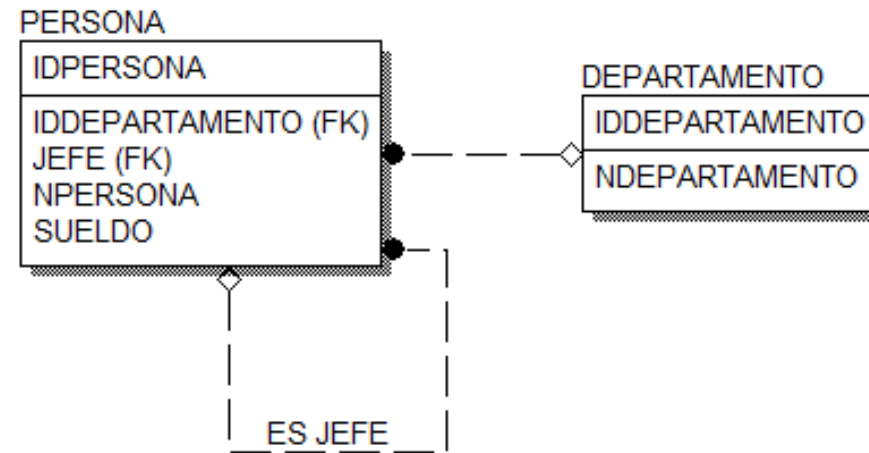 PERSONA
IDPERSONA
IDDEPARTAMENTO (FK)
JEFE (FK)
NPERSONA
SUELDO
DEPARTAMENTO
IDDEPARTAMENTO
NDEPARTAMENTO
ES JEFE